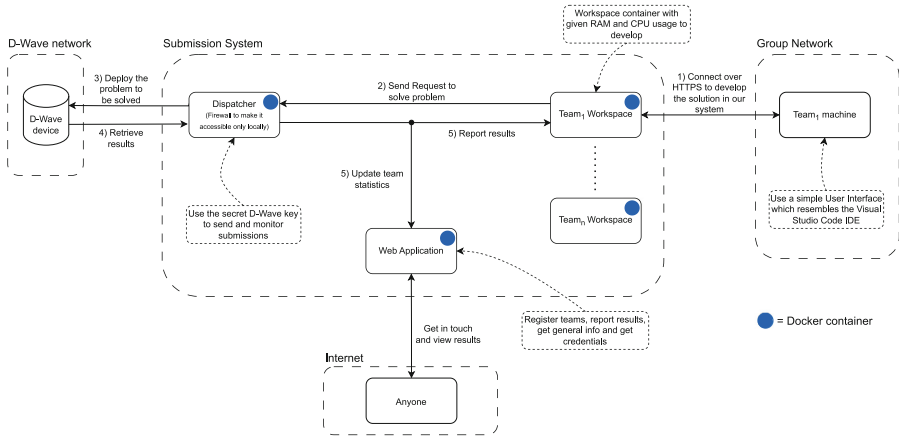 Workspace container with
given RAM and CPU usage to
develop
D-Wave network
Submission System
Group Network
3) Deploy the
problem to
be solved
D-Wave
device
4) Retrieve
results
Dispatcher
(Firewall to make it
accessible only locally)
2) Send Request to
solve problem
5) Report results
Team1 Workspace
1) Connect over
HTTPS to develop
the solution in our
system
Team1 machine
5) Update team
statistics
Use the secret D-Wave key
to send and monitor
submissions
Teamn Workspace
Use a simple User Interface
which resembles the Visual
Studio Code IDE
Web Application
Register teams, report results,
get general info and get
credentials
= Docker container
Get in touch
and view results
Internet
Anyone